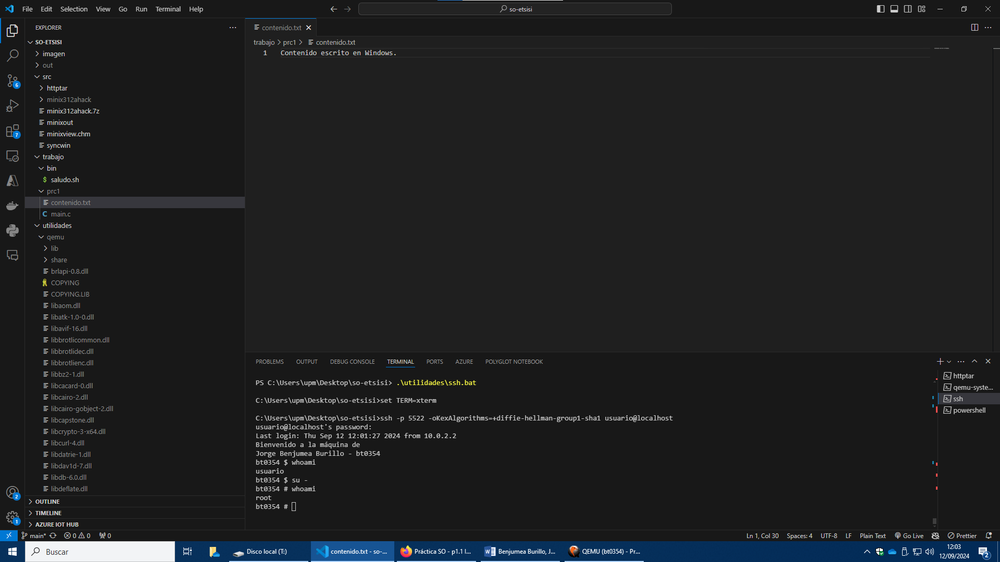 File Edit Selection View Go Run Terminal Help
so-etsisi
EXPLORER
SO-ETSISI
imagen
out
src
httptar
minix312ahack
minix312ahack.7z
minixout
minixview.chm
syncwin
trabajo
bin
$ saludo.sh
prc1
contenido.txt
C main.c
utilidades
qemu
lib
share
brlapi-0.8.dll
COPYING
COPYING.LIB
libaom.dll
libatk-1.0-0.dll
libavif-16.dll
libbrotlicommon.dll
libbrotlidec.dll
libbrotlienc.dll
libbz2-1.dll
libcacard-0.dll
libcairo-2.dll
libcairo-gobject-2.dll
libcapstone.dll
libcrypto-3-x64.dll
libcurl-4.dll
libdatrie-1.dll
libdav1d-7.dll
libdb-6.0.dll
libdeflate.dll
OUTLINE
TIMELINE
AZURE IOT HUB
6
7
2
1
contenido.txt
trabajo > prc1 > contenido.txt
1 Contenido escrito en Windows.
PROBLEMS OUTPUT DEBUG CONSOLE TERMINAL PORTS AZURE POLYGLOT NOTEBOOK
PS C:\Users\upm\Desktop\so-etsisi> .\utilidades\ssh.bat
C:\Users\upm\Desktop\so-etsisi>set TERM=xterm
C:\Users\upm\Desktop\so-etsisi>ssh -p 5522 -oKexAlgorithms=+diffie-hellman-group1-sha1 usuario@localhost
usuario@localhost's password:
Last login: Thu Sep 12 12:01:27 2024 from 10.0.2.2
Bienvenido a la máquina de
Jorge Benjumea Burillo - bt0354
bt0354 $ whoami
usuario
bt0354 $ su -
bt0354 # whoami
root
bt0354 #
httptar
qemu-syste...
ssh
powershell
main* 0 0 0
Ln 1, Col 30 Spaces: 4 UTF-8 LF Plain Text Go Live Prettier
Buscar
Disco local (T:)
contenido.txt - so-...
Práctica SO - p1.1 l...
Benjumea Burillo, J...
QEMU (bt0354) - Pr...
12:03
12/09/2024
2